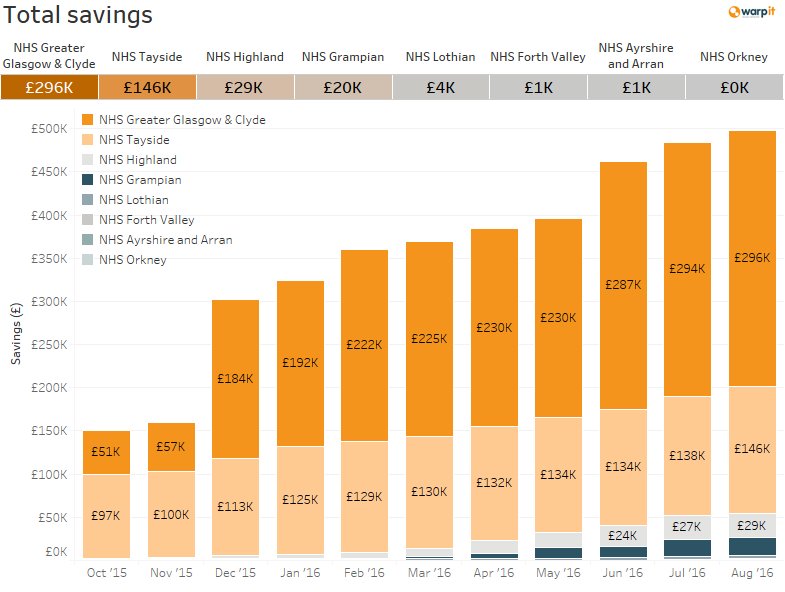 Total savings
warpit
NHS Greater
Glasgow & Clyde
NHS Tayside
NHS Highland
NHS Grampian
NHS Lothian
NHS Forth Valley
NHS Ayrshire
and Arran
NHS Orkney
£296K
£146K
£29K
£20K
£4K
£1K
£1K
£0K
NHS Greater Glasgow & Clyde
NHS Tayside
NHS Highland
NHS Grampian
NHS Lothian
NHS Forth Valley
NHS Ayrshire and Arran
NHS Orkney
Savings (£)
£500K
£450K
£400K
£350K
£300K
£250K
£200K
£150K
£100K
£50K
£0K
£51K
£97K
£57K
£100K
£184K
£113K
£192K
£125K
£222K
£129K
£225K
£130K
£230K
£132K
£230K
£134K
£287K
£134K
£24K
£294K
£138K
£27K
£296K
£146K
£29K
Oct '15
Nov '15
Dec '15
Jan '16
Feb '16
Mar '16
Apr '16
May '16
Jun '16
Jul '16
Aug '16